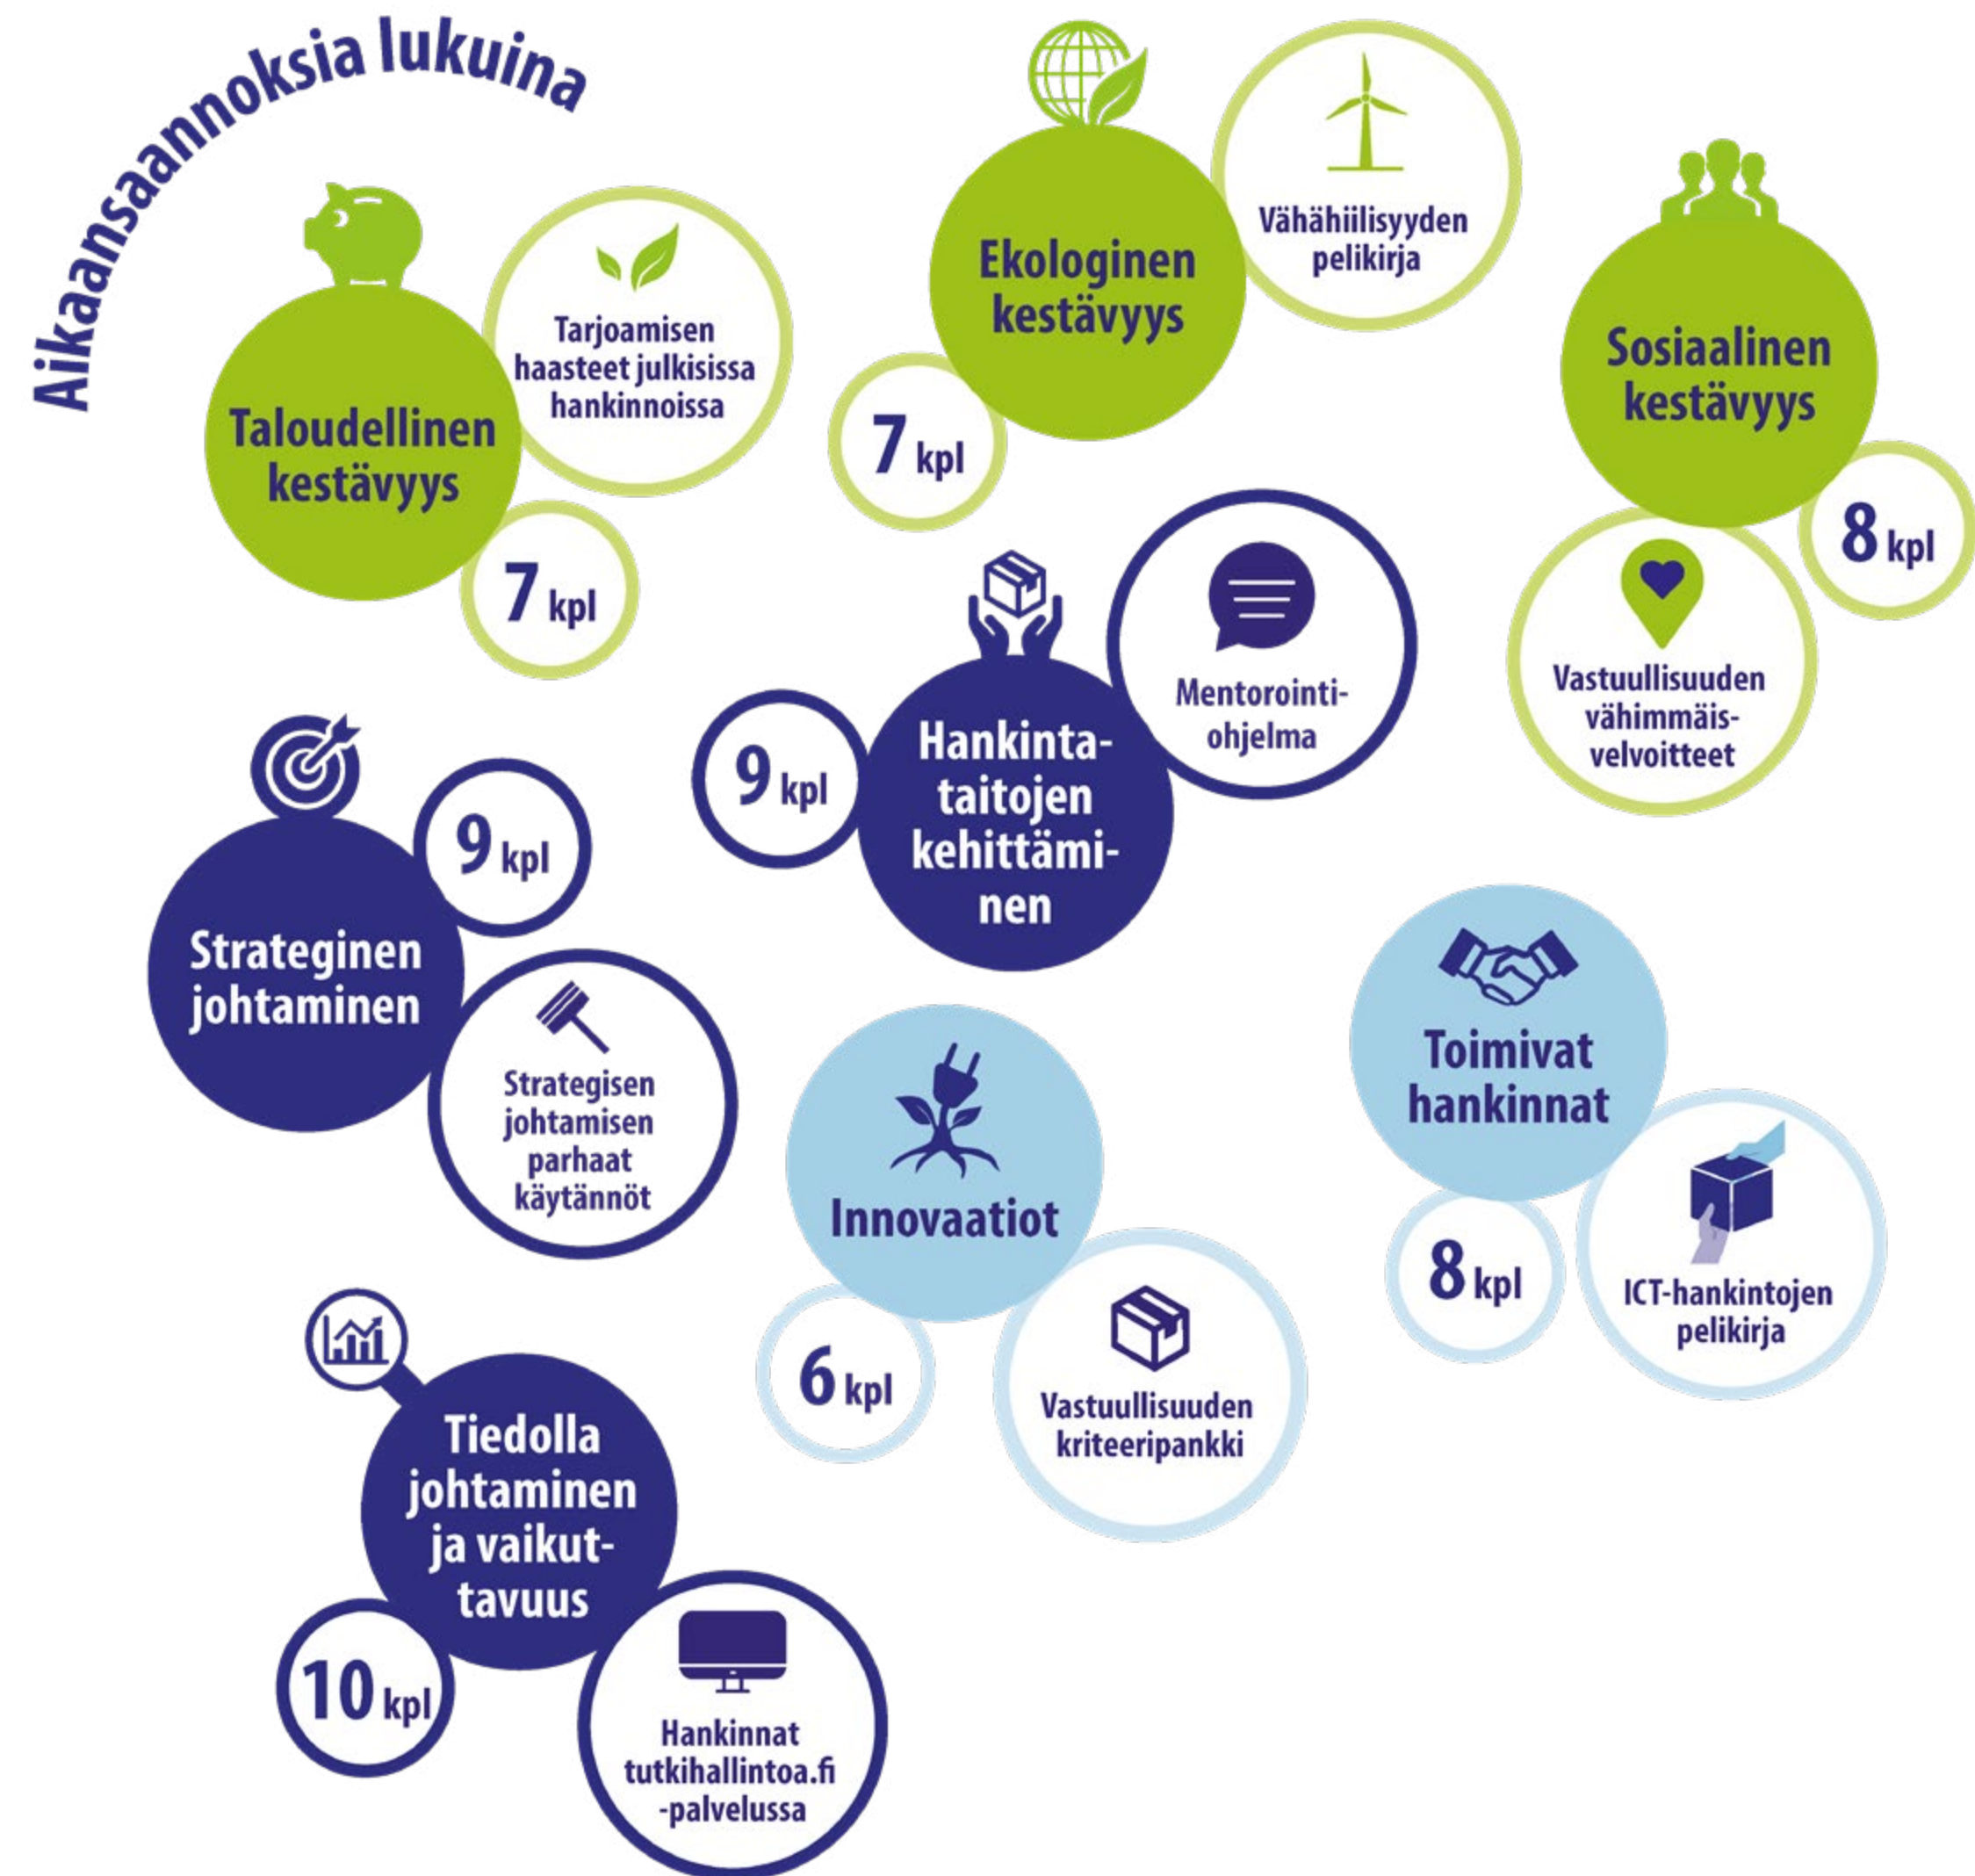 Aikaansaannoksia lukuina
Taloudellinen
kestävyys
Tarjoamisen
haasteet julkisissa
hankinnoissa
7 kpl
Ekologinen
kestävyys
Vähähiilisyyden
pelikirja
7 kpl
Sosiaalinen
kestävyys
8 kpl
Vastuullisuuden
vähimmäis-
velvoitteet
Hankinta-
taitojen
kehittämi-
nen
9 kpl
Mentorointi-
ohjelma
Strateginen
johtaminen
9 kpl
Strategisen
johtamisen
parhaat
käytännöt
Innovaatiot
6 kpl
Vastuullisuuden
kriteeripankki
Toimivat
hankinnat
8 kpl
ICT-hankintojen
pelikirja
Tiedolla
johtaminen
ja vaikut-
tavuus
10 kpl
Hankinnat
tutkihallintoa.fi
-palvelussa